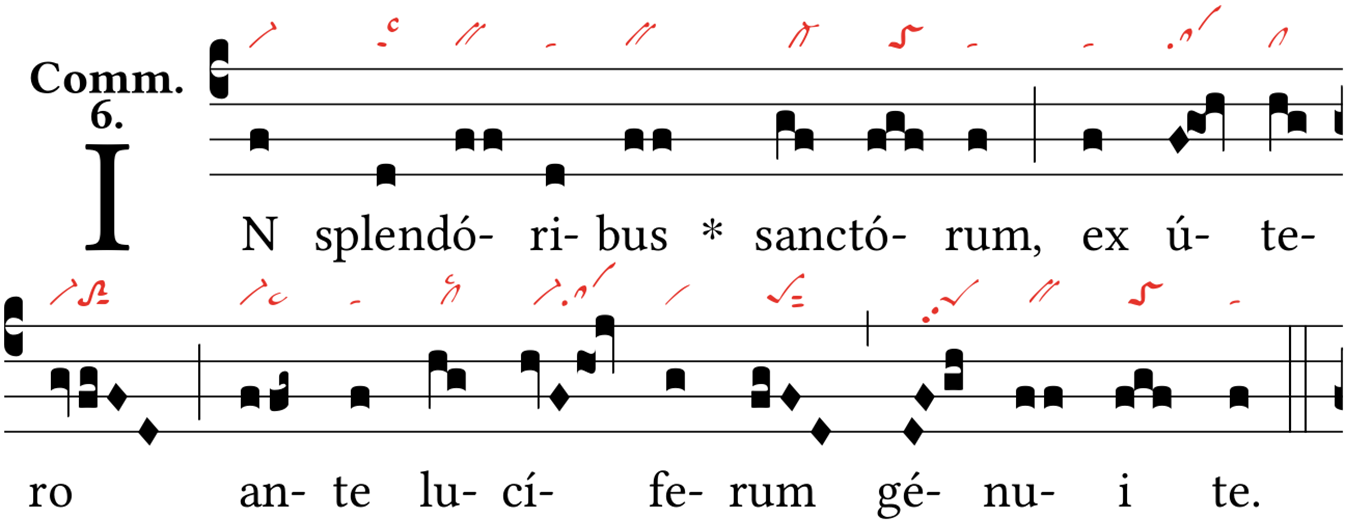 Comm.
6.
IN splendó- ri- bus * sanctó- rum, ex ú- te-
ro an- te lu- cí- fe- rum gé- nu- i te.